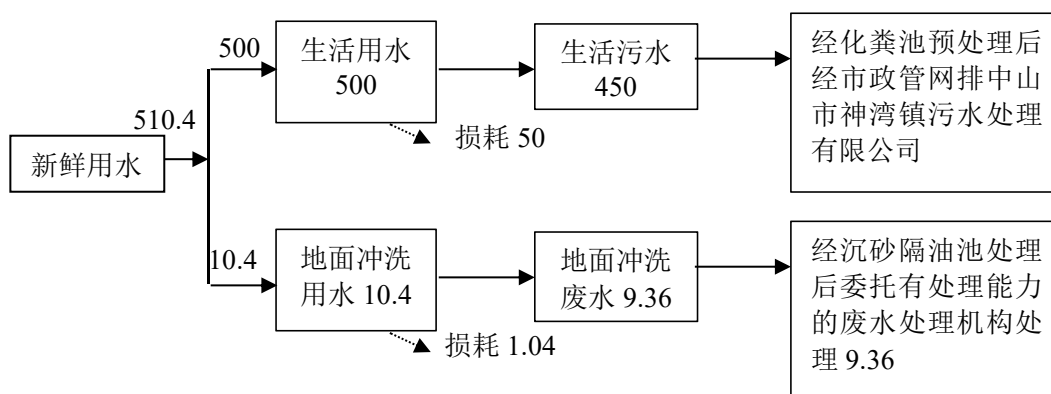 新鲜用水
510.4
500
生活用水
500
损耗 50
生活污水
450
经化粪池预处理后
经市政管网排中山
市神湾镇污水处理
有限公司
10.4
地面冲洗
用水 10.4
损耗 1.04
地面冲洗
废水 9.36
经沉砂隔油池处理
后委托有处理能力
的废水处理机构处
理 9.36